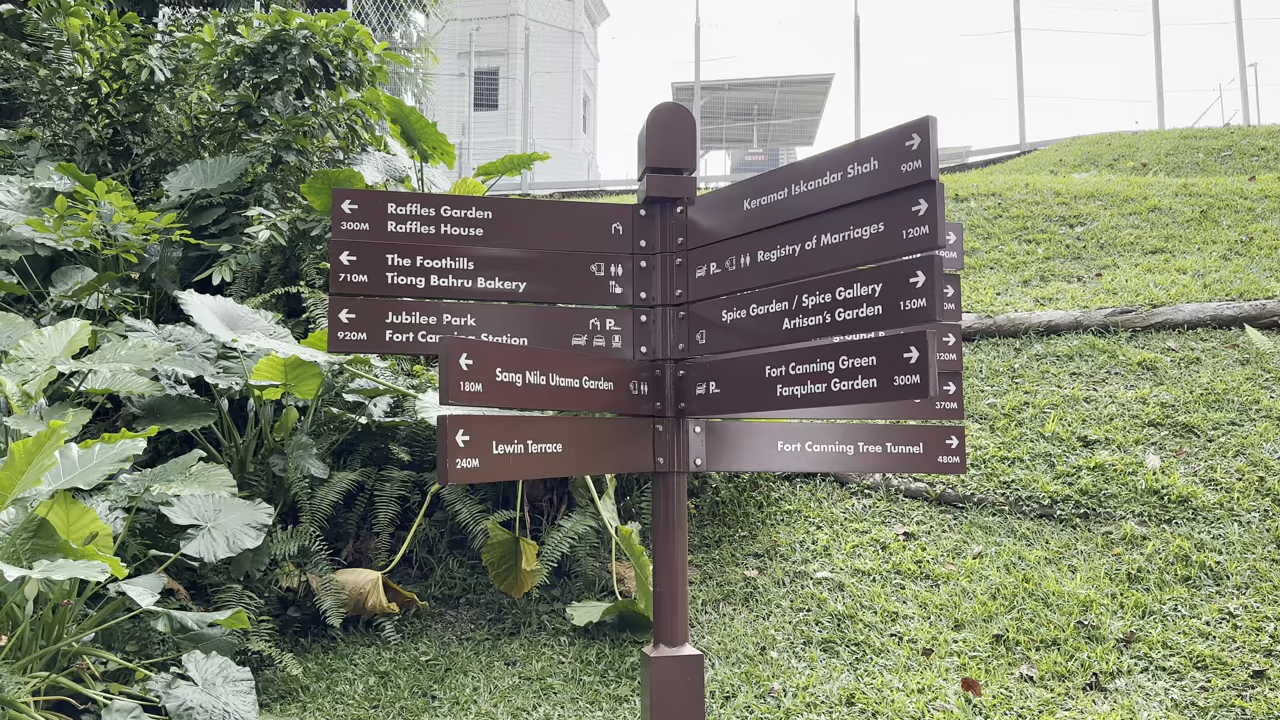 Raffles Garden
Raffles House
300M
The Foothills
Tiong Bahru Bakery
710M
Jubilee Park
Fort Canning Station
920M
Sang Nila Utama Garden
180M
Lewin Terrace
240M
Keramat Iskandar Shah
90M
Registry of Marriages
120M
Spice Garden / Spice Gallery
Artisan's Garden
150M
Fort Canning Green
Farquhar Garden
300M
370M
Fort Canning Tree Tunnel
480M